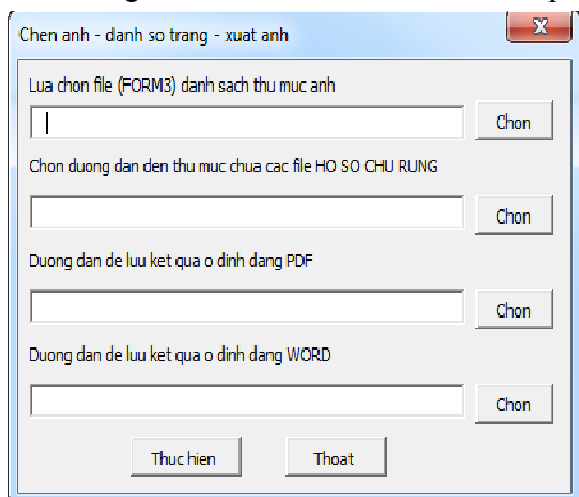 Chen anh - danh so trang - xuat anh
Lua chon file (FORM3) danh sach thu muc anh
Chon
Chon duong dan den thu muc chua cac file HO SO CHU RUNG
Chon
Duong dan de luu ket qua o dinh dang PDF
Chon
Duong dan de luu ket qua o dinh dang WORD
Chon
Thuc hien Thoat